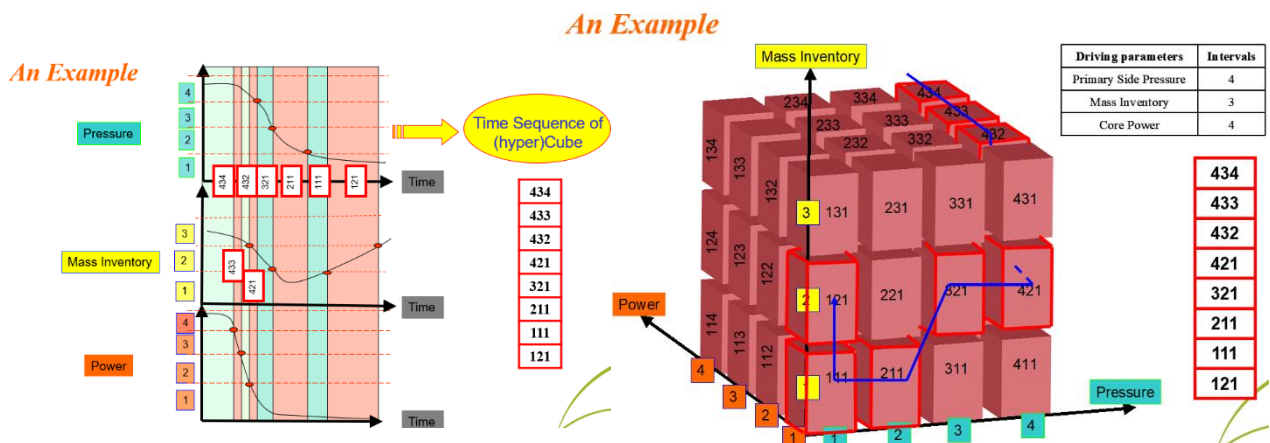 An Example
An Example
4
3
2
1
Pressure
434
432
321
211
111
121
Time
Time Sequence of
(hyper)Cube
3
2
1
Mass Inventory
433
421
Time
4
3
2
1
Power
Time
434
433
432
421
321
211
111
121
Mass Inventory
Driving parameters Intervals
Primary Side Pressure 4
Mass Inventory 3
Core Power 4
234 334 434
233 333 433
232 332 432
134 133 132
131 231 331 431
124 123 122
121 221 321 421
114 113 112
111 211 311 411
3
2
Power
4
3
2
1
1
2
3
4
Pressure
434
433
432
421
321
211
111
121